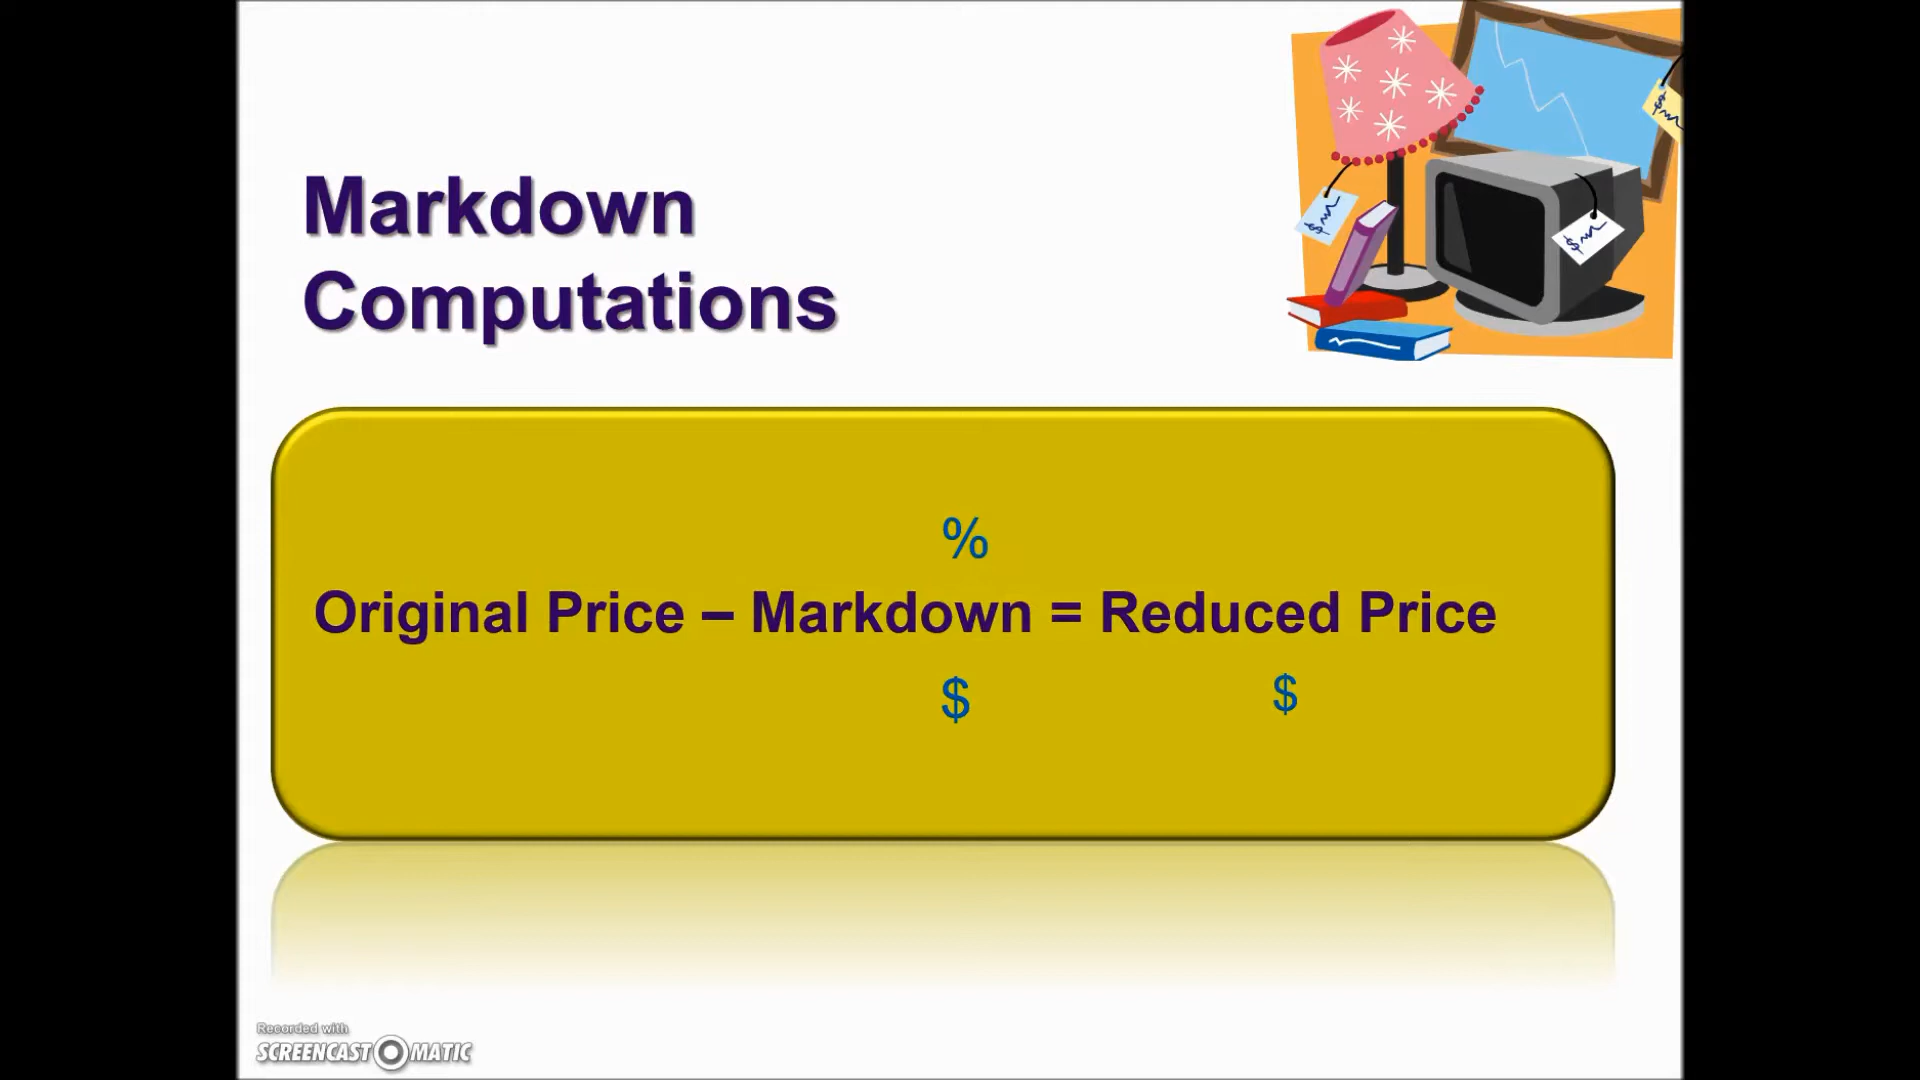 Markdown
Computations
%
Original Price – Markdown = Reduced Price
$ $
Recorded with
SCREENCAST MATIC